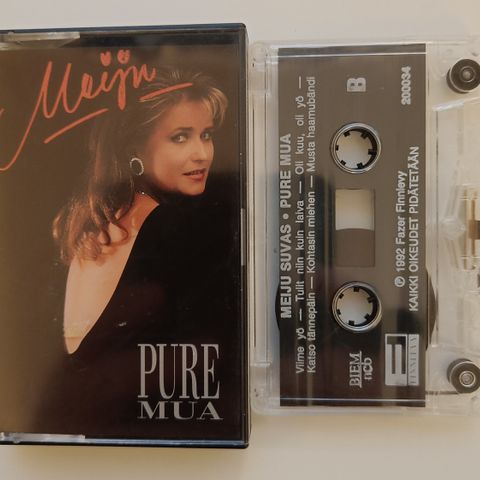 Meiju
PURE
MUA
MEIJU SUVAS • PURE MUA
Viime yö — Tulit niin kuin laiva — Oli kuu, oli yö —
Katso tännepäin — Kohtasin miehen — Musta haamubändi
B
200034
BIEM
ncb
FINNLEVY
℗ 1992 Fazer Finnlevy
KAIKKI OIKEUDET PIDÄTETÄÄN